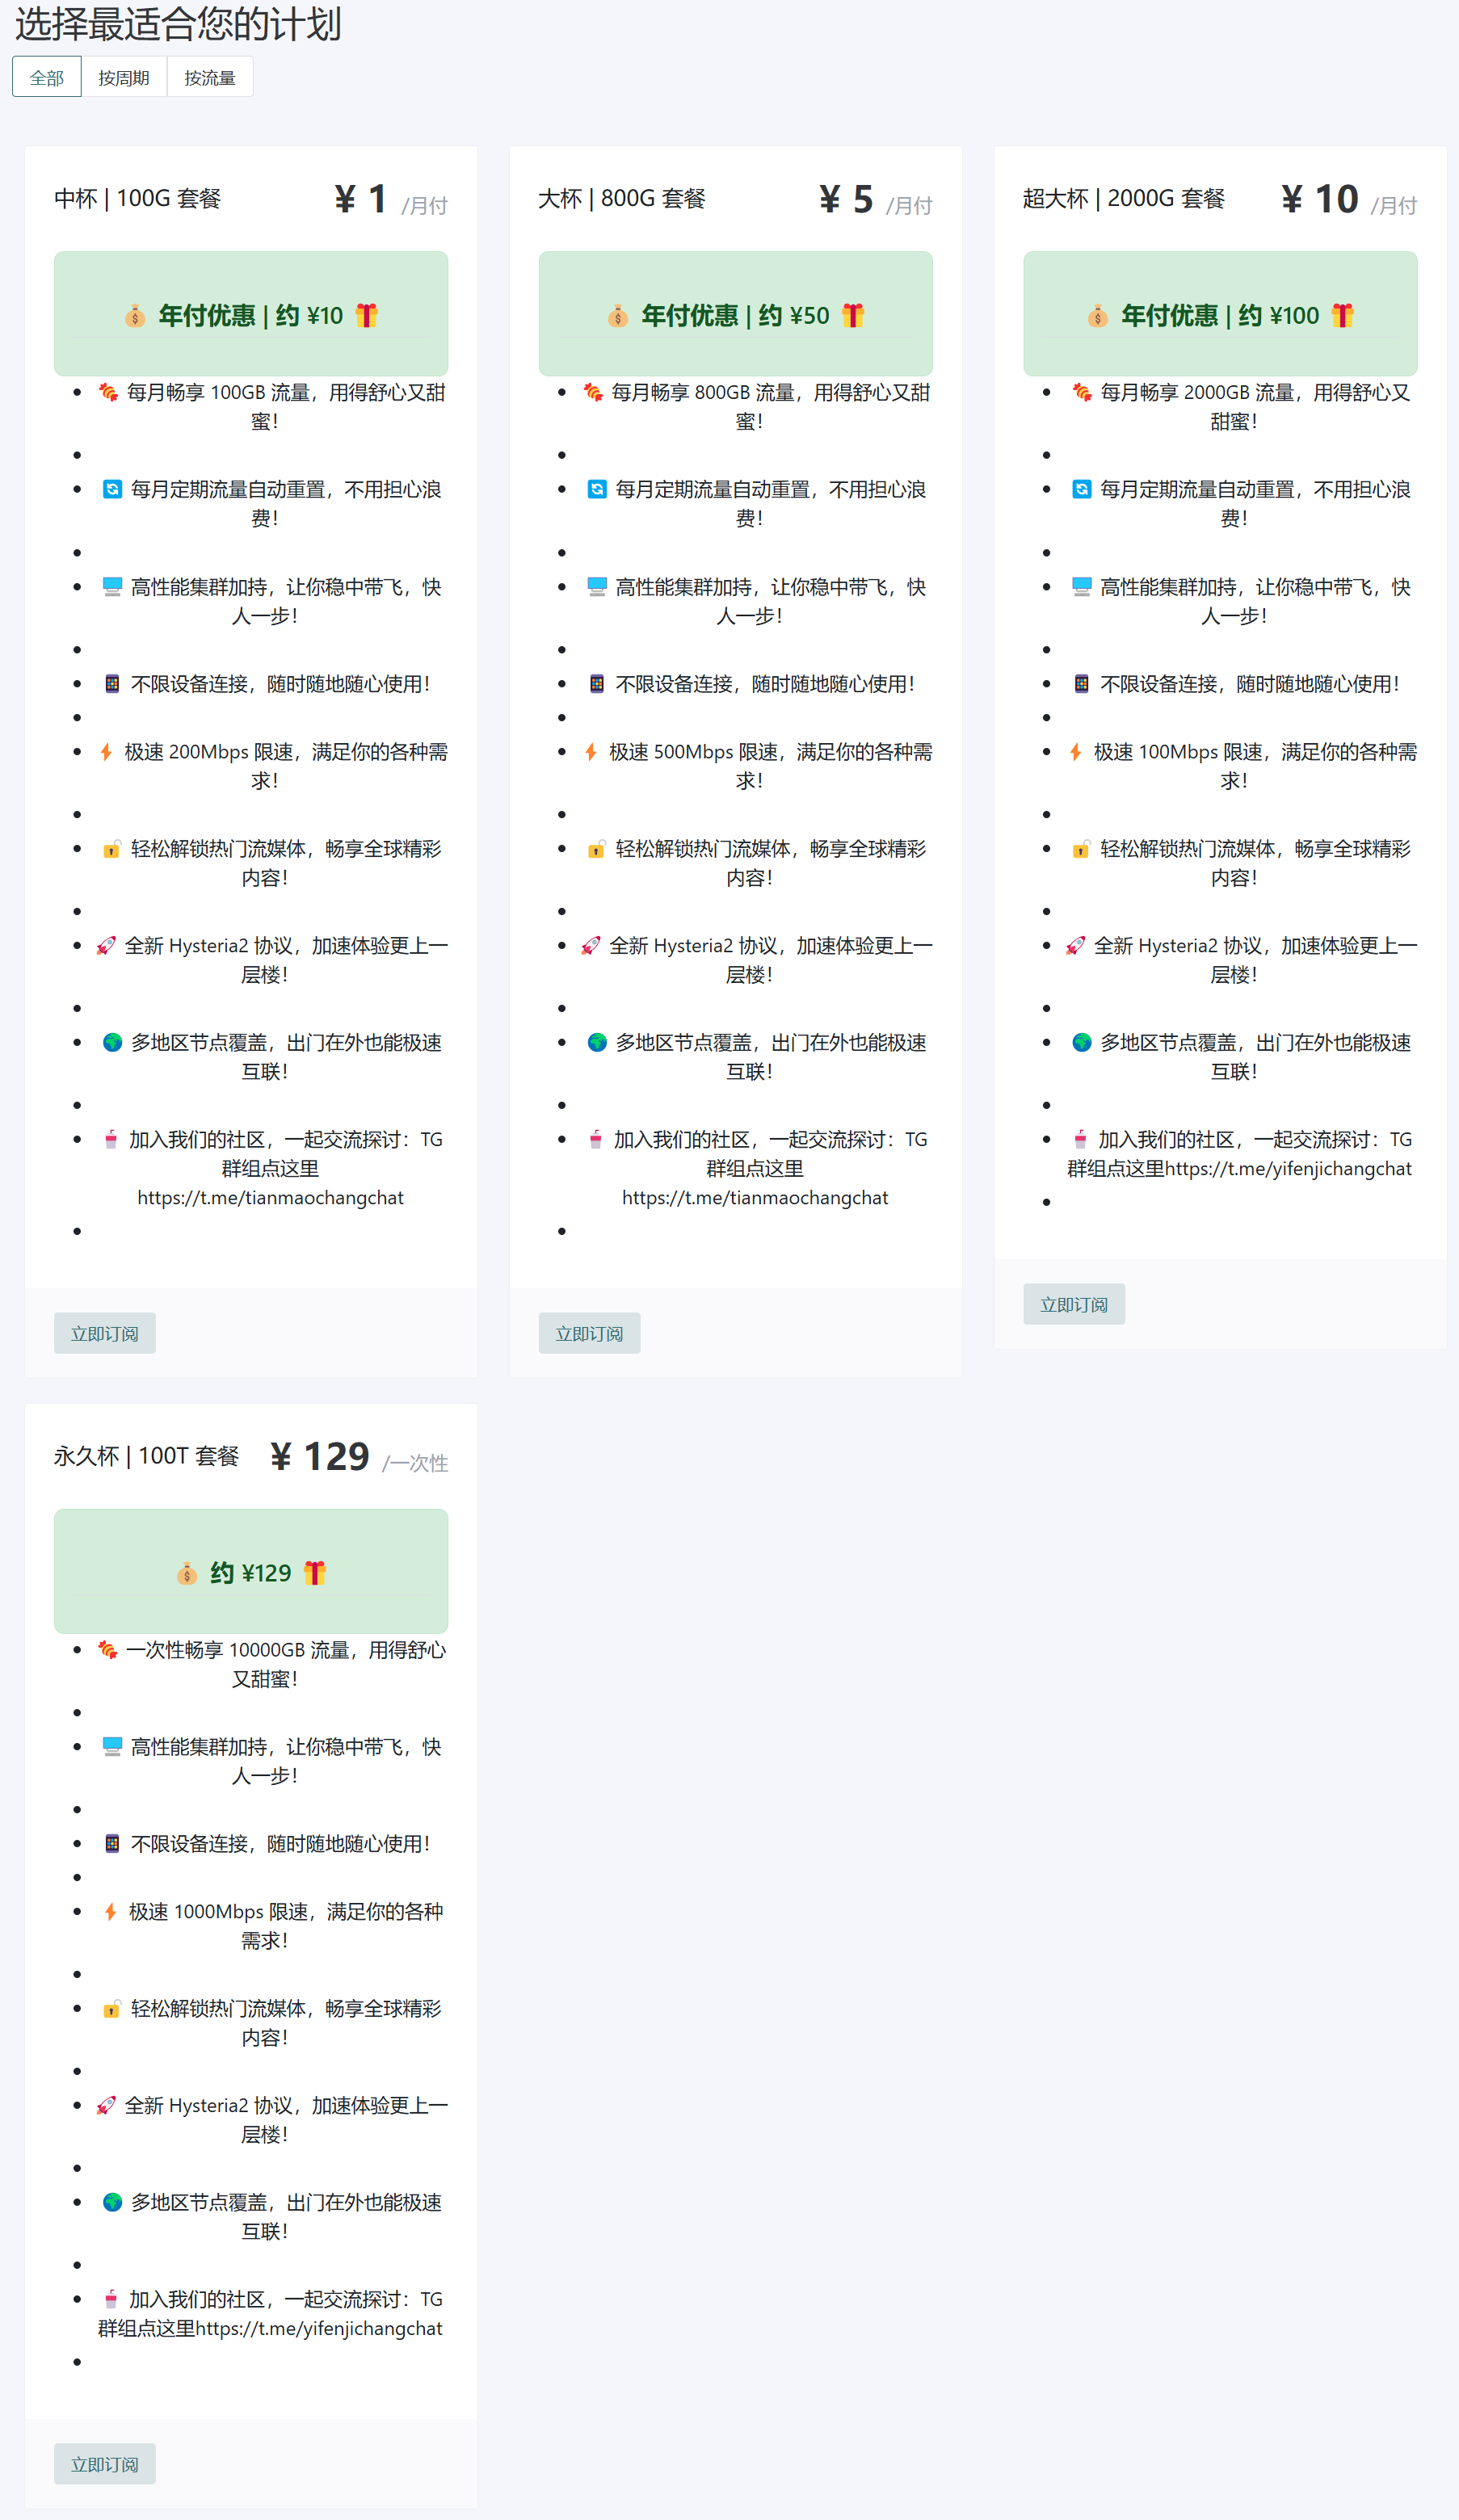 选择最适合您的计划
全部 按周期 按流量
中杯 | 100G 套餐 ¥ 1 /月付
💰 年付优惠 | 约 ¥10 🎁
🍬 每月畅享 100GB 流量，用得舒心又甜
蜜！
🔄 每月定期流量自动重置，不用担心浪
费！
🖥️ 高性能集群加持，让你稳中带飞，快
人一步！
📱 不限设备连接，随时随地随心使用！
⚡ 极速 200Mbps 限速，满足你的各种需
求！
🔓 轻松解锁热门流媒体，畅享全球精彩
内容！
🚀 全新 Hysteria2 协议，加速体验更上一
层楼！
🌍 多地区节点覆盖，出门在外也能极速
互联！
🥤 加入我们的社区，一起交流探讨：TG
群组点这里
https://t.me/tianmaochangchat
立即订阅
大杯 | 800G 套餐 ¥ 5 /月付
💰 年付优惠 | 约 ¥50 🎁
🍬 每月畅享 800GB 流量，用得舒心又甜
蜜！
🔄 每月定期流量自动重置，不用担心浪
费！
🖥️ 高性能集群加持，让你稳中带飞，快
人一步！
📱 不限设备连接，随时随地随心使用！
⚡ 极速 500Mbps 限速，满足你的各种需
求！
🔓 轻松解锁热门流媒体，畅享全球精彩
内容！
🚀 全新 Hysteria2 协议，加速体验更上一
层楼！
🌍 多地区节点覆盖，出门在外也能极速
互联！
🥤 加入我们的社区，一起交流探讨：TG
群组点这里
https://t.me/tianmaochangchat
立即订阅
超大杯 | 2000G 套餐 ¥ 10 /月付
💰 年付优惠 | 约 ¥100 🎁
🍬 每月畅享 2000GB 流量，用得舒心又
甜蜜！
🔄 每月定期流量自动重置，不用担心浪
费！
🖥️ 高性能集群加持，让你稳中带飞，快
人一步！
📱 不限设备连接，随时随地随心使用！
⚡ 极速 100Mbps 限速，满足你的各种需
求！
🔓 轻松解锁热门流媒体，畅享全球精彩
内容！
🚀 全新 Hysteria2 协议，加速体验更上一
层楼！
🌍 多地区节点覆盖，出门在外也能极速
互联！
🥤 加入我们的社区，一起交流探讨：TG
群组点这里https://t.me/yifenjichangchat
立即订阅
永久杯 | 100T 套餐 ¥ 129 /一次性
💰 约 ¥129 🎁
🍬 一次性畅享 10000GB 流量，用得舒心
又甜蜜！
🖥️ 高性能集群加持，让你稳中带飞，快
人一步！
📱 不限设备连接，随时随地随心使用！
⚡ 极速 1000Mbps 限速，满足你的各种
需求！
🔓 轻松解锁热门流媒体，畅享全球精彩
内容！
🚀 全新 Hysteria2 协议，加速体验更上一
层楼！
🌍 多地区节点覆盖，出门在外也能极速
互联！
🥤 加入我们的社区，一起交流探讨：TG
群组点这里https://t.me/yifenjichangchat
立即订阅